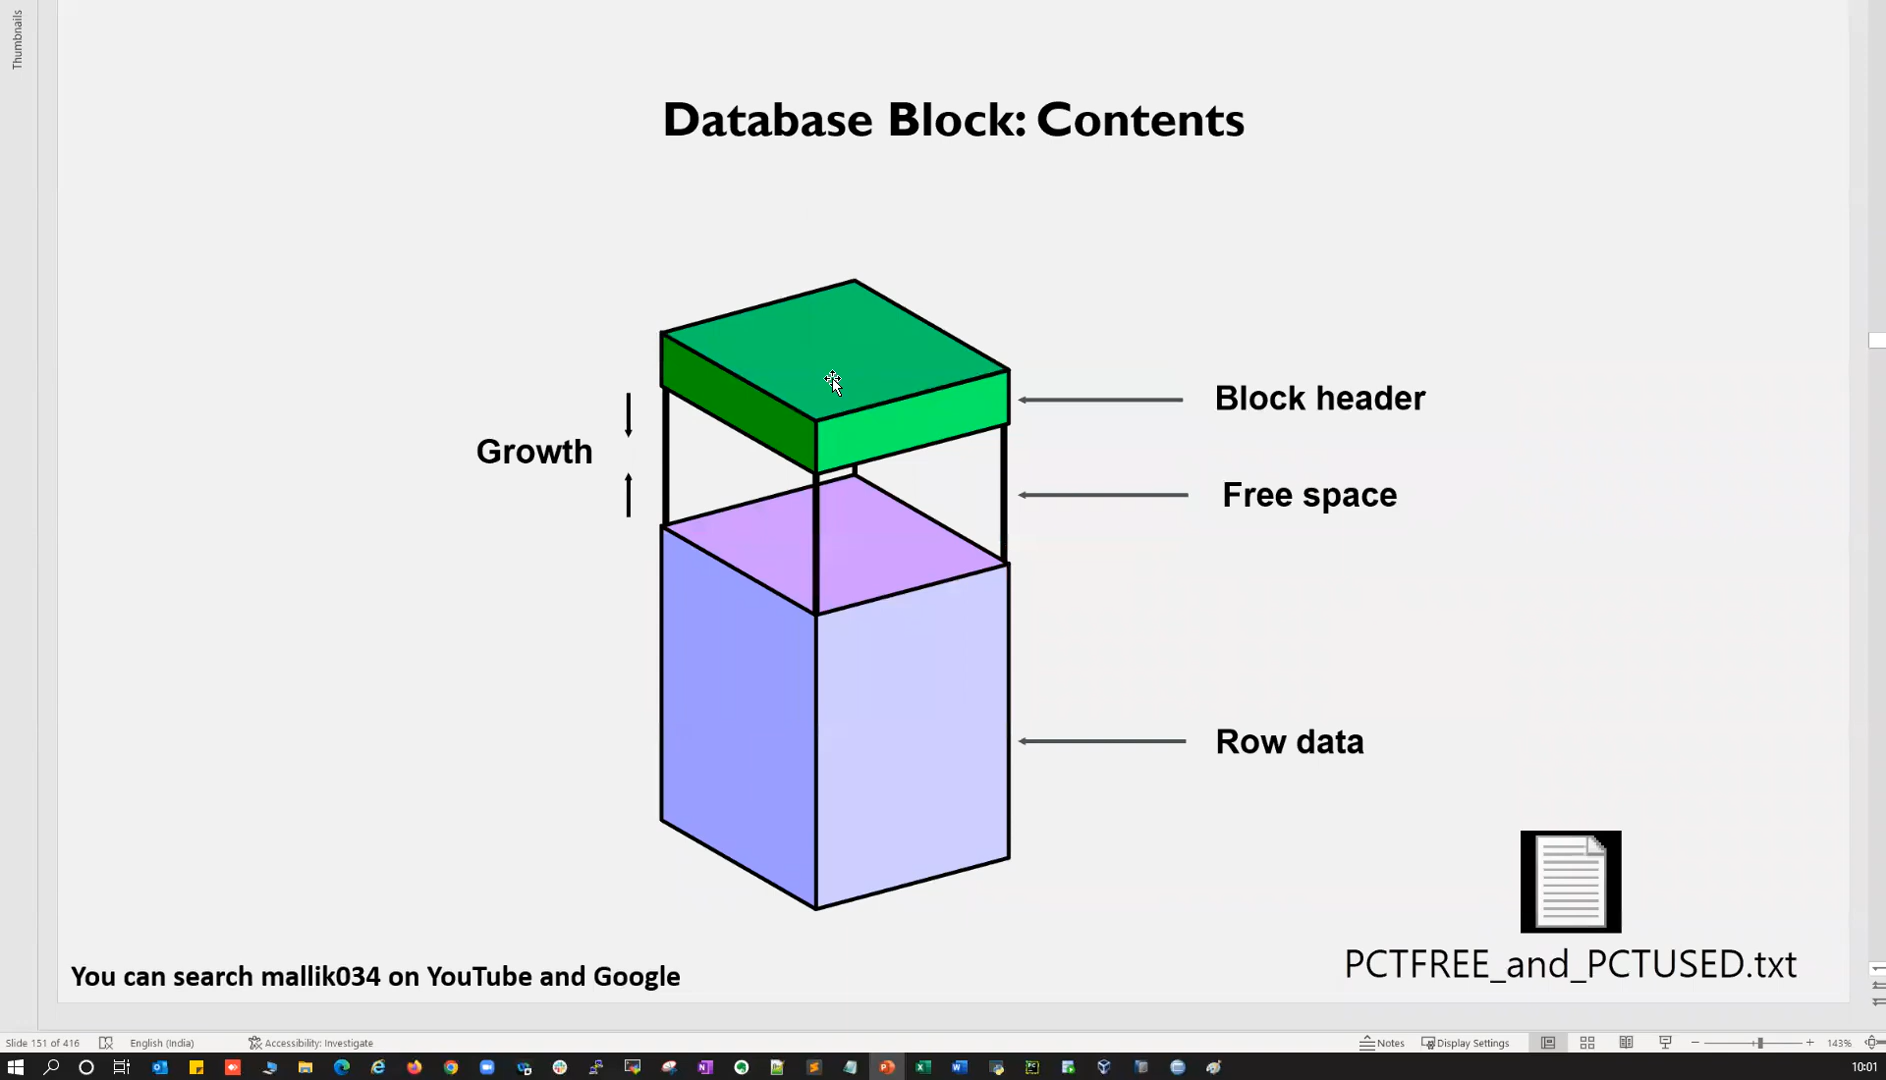 Thumbnails
Database Block: Contents
Block header
Growth
Free space
Row data
PCTFREE_and_PCTUSED.txt
You can search mallik034 on YouTube and Google
Slide 151 of 416
English (India)
Accessibility: Investigate
Notes
Display Settings
143%
10:01